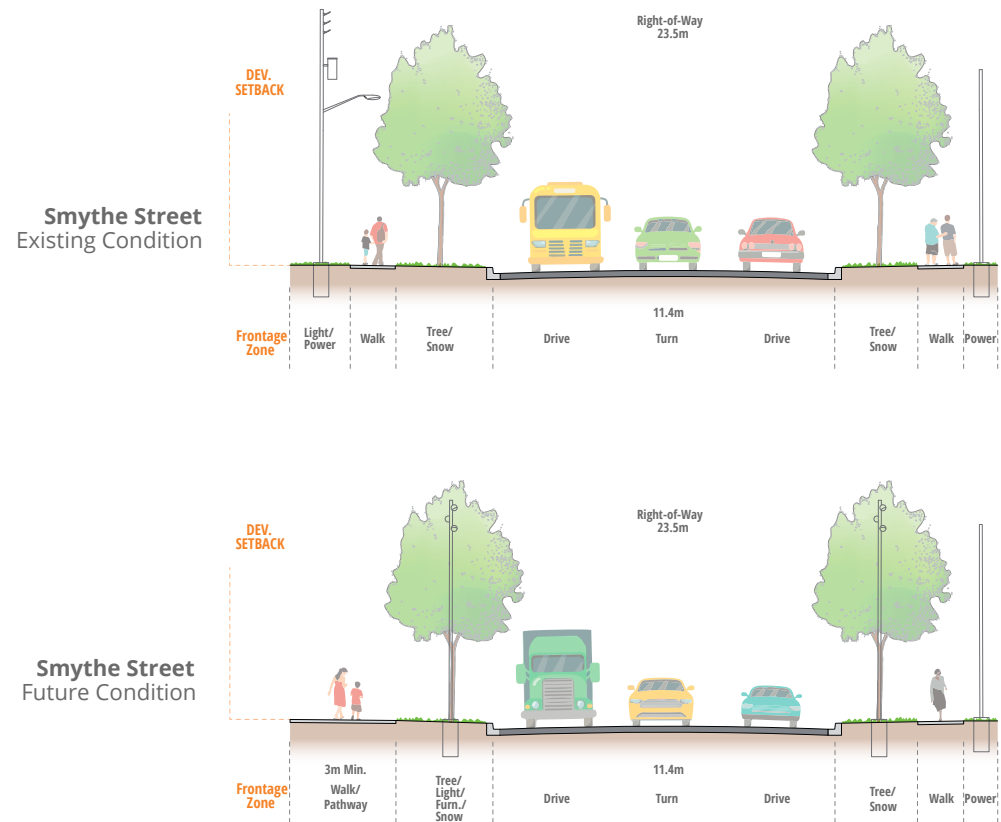 Right-of-Way
23.5m
DEV.
SETBACK
Smythe Street
Existing Condition
11.4m
Frontage
Zone
Light/
Power
Walk
Tree/
Snow
Drive
Turn
Drive
Tree/
Snow
Walk
Power
Right-of-Way
23.5m
DEV.
SETBACK
Smythe Street
Future Condition
3m Min.
11.4m
Frontage
Zone
Walk/
Pathway
Tree/
Light/
Furn./
Snow
Drive
Turn
Drive
Tree/
Snow
Walk
Power